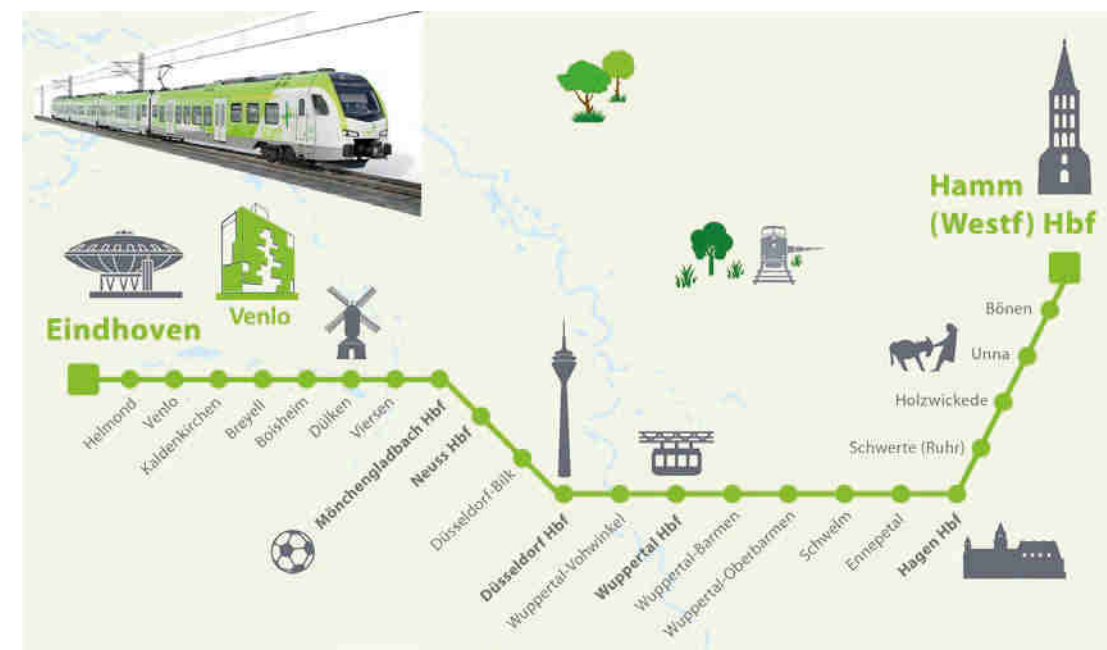 Hamm
(Westf) Hbf
Eindhoven
Venlo
Helmond
Venlo
Kaldenkirchen
Breyell
Boisheim
Dülken
Viersen
Mönchengladbach Hbf
Neuss Hbf
Düsseldorf-Bilk
Düsseldorf Hbf
Wuppertal-Vohwinkel
Wuppertal Hbf
Wuppertal-Barmen
Wuppertal-Oberbarmen
Schwelm
Ennepetal
Hagen Hbf
Schwerte (Ruhr)
Holzwickede
Unna
Bönen